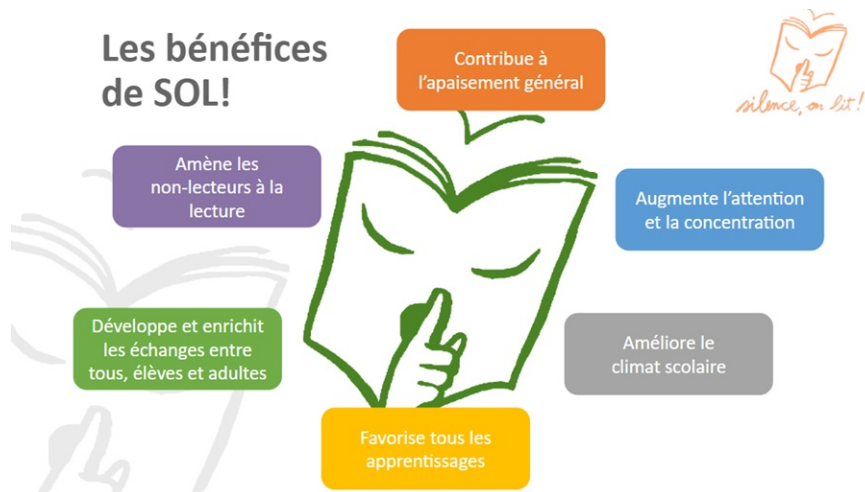 Les bénéfices
de SOL!
Contribue à
l'apaisement général
silence, on lit!
Amène les
non-lecteurs à la
lecture
Augmente l'attention
et la concentration
Développe et enrichit
les échanges entre
tous, élèves et adultes
Améliore le
climat scolaire
Favorise tous les
apprentissages